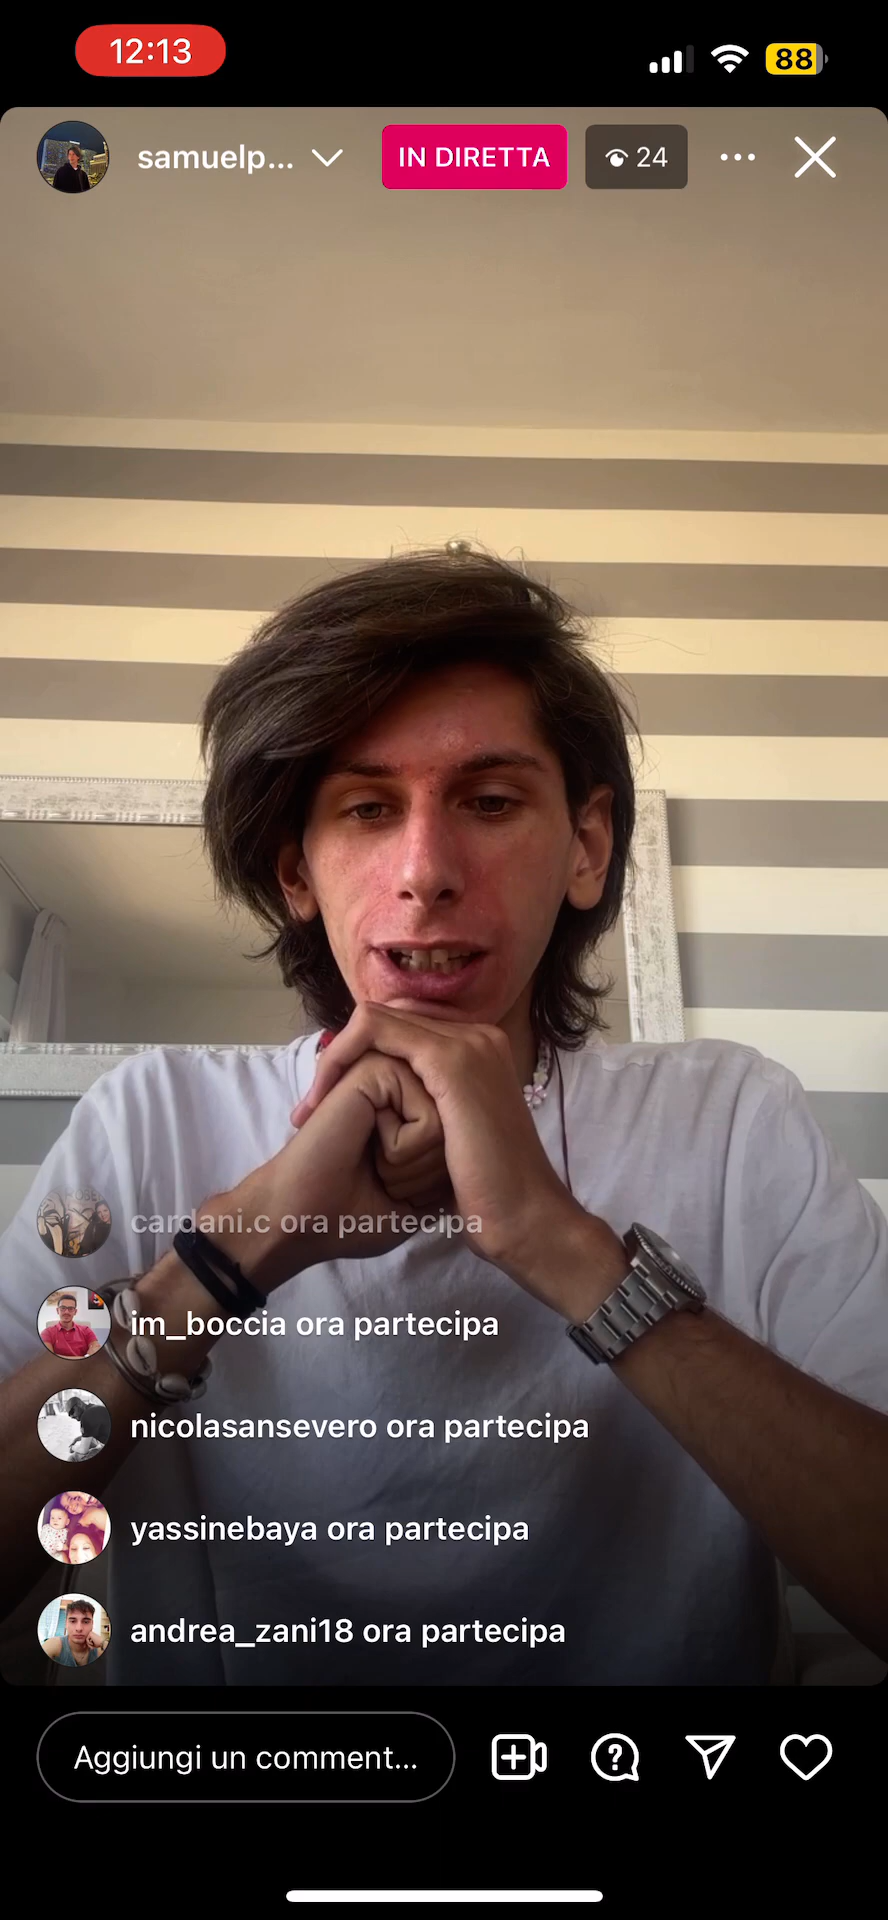 12:13
88
samuelp...
IN DIRETTA
24
cardani.c ora partecipa
im_boccia ora partecipa
nicolasansevero ora partecipa
yassinebaya ora partecipa
andrea_zani18 ora partecipa
Aggiungi un comment...